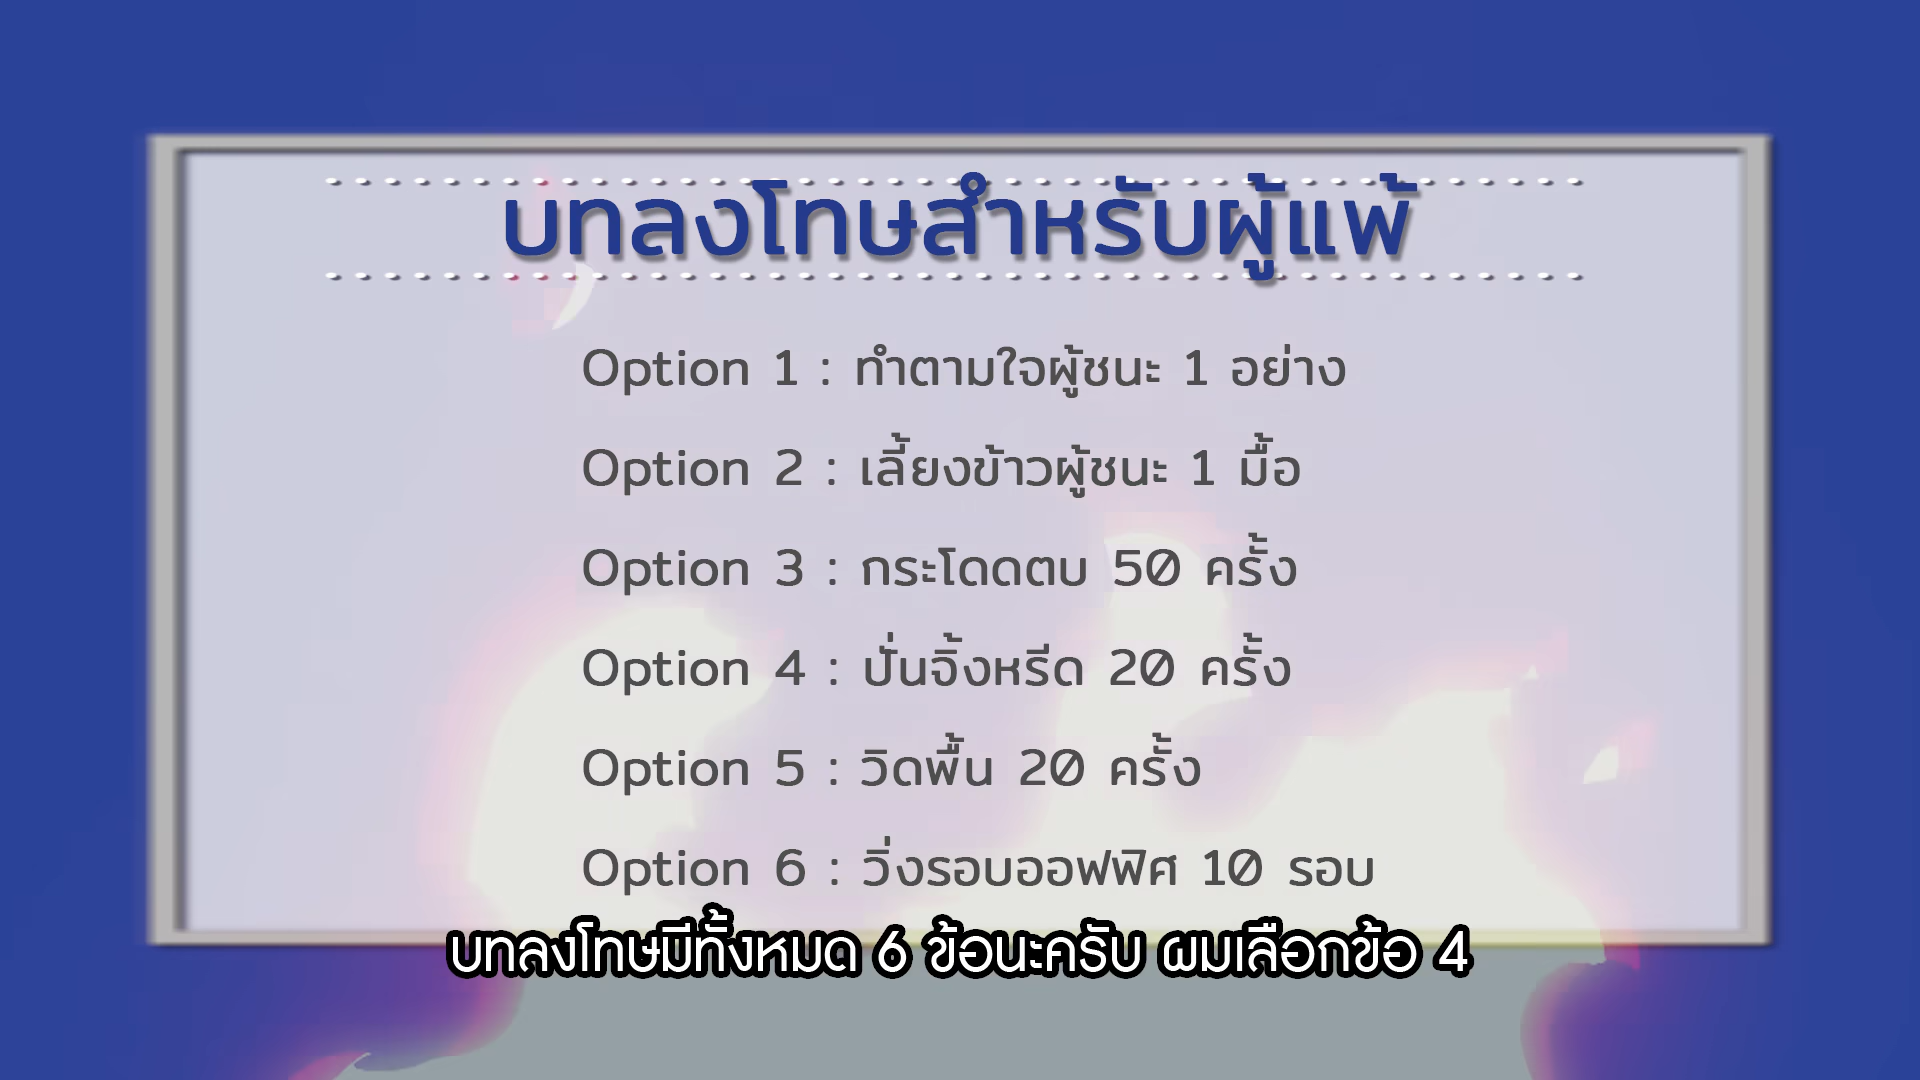 บทลงโทษสำหรับผู้แพ้
Option 1 : ทำตามใจผู้ชนะ 1 อย่าง
Option 2 : เลี้ยงข้าวผู้ชนะ 1 มื้อ
Option 3 : กระโดดตบ 50 ครั้ง
Option 4 : ปั่นจิ้งหรีด 20 ครั้ง
Option 5 : วิดพื้น 20 ครั้ง
Option 6 : วิ่งรอบออฟฟิศ 10 รอบ
บทลงโทษมีทั้งหมด 6 ข้อนะครับ ผมเลือกข้อ 4